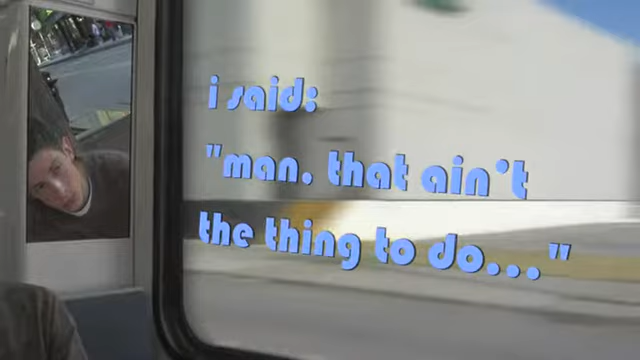 i said:
"man, that ain't
the thing to do..."